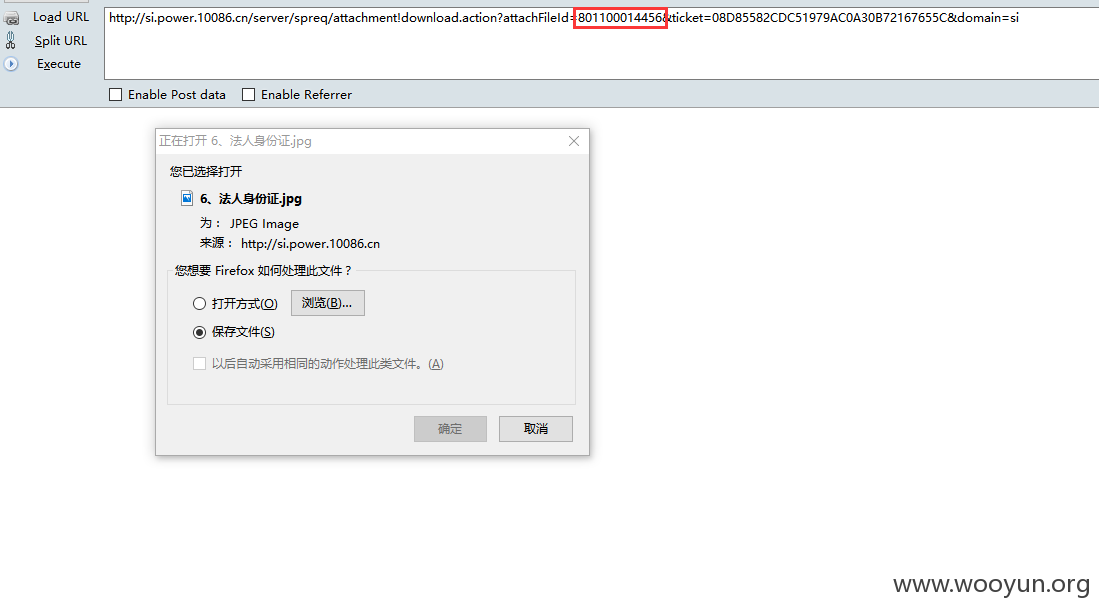 Load URL
http://si.power.10086.cn/server/spreq/attachment!download.action?attachFileId=801100014456&ticket=08D85582CDC51979AC0A30B72167655C&domain=si
Split URL
Execute
Enable Post data Enable Referrer
正在打开 6、法人身份证.jpg
您已选择打开
6、法人身份证.jpg
为： JPEG Image
来源： http://si.power.10086.cn
您想要 Firefox 如何处理此文件？
打开方式(O) 浏览(B)...
保存文件(S)
以后自动采用相同的动作处理此类文件。(A)
确定 取消
www.wooyun.org